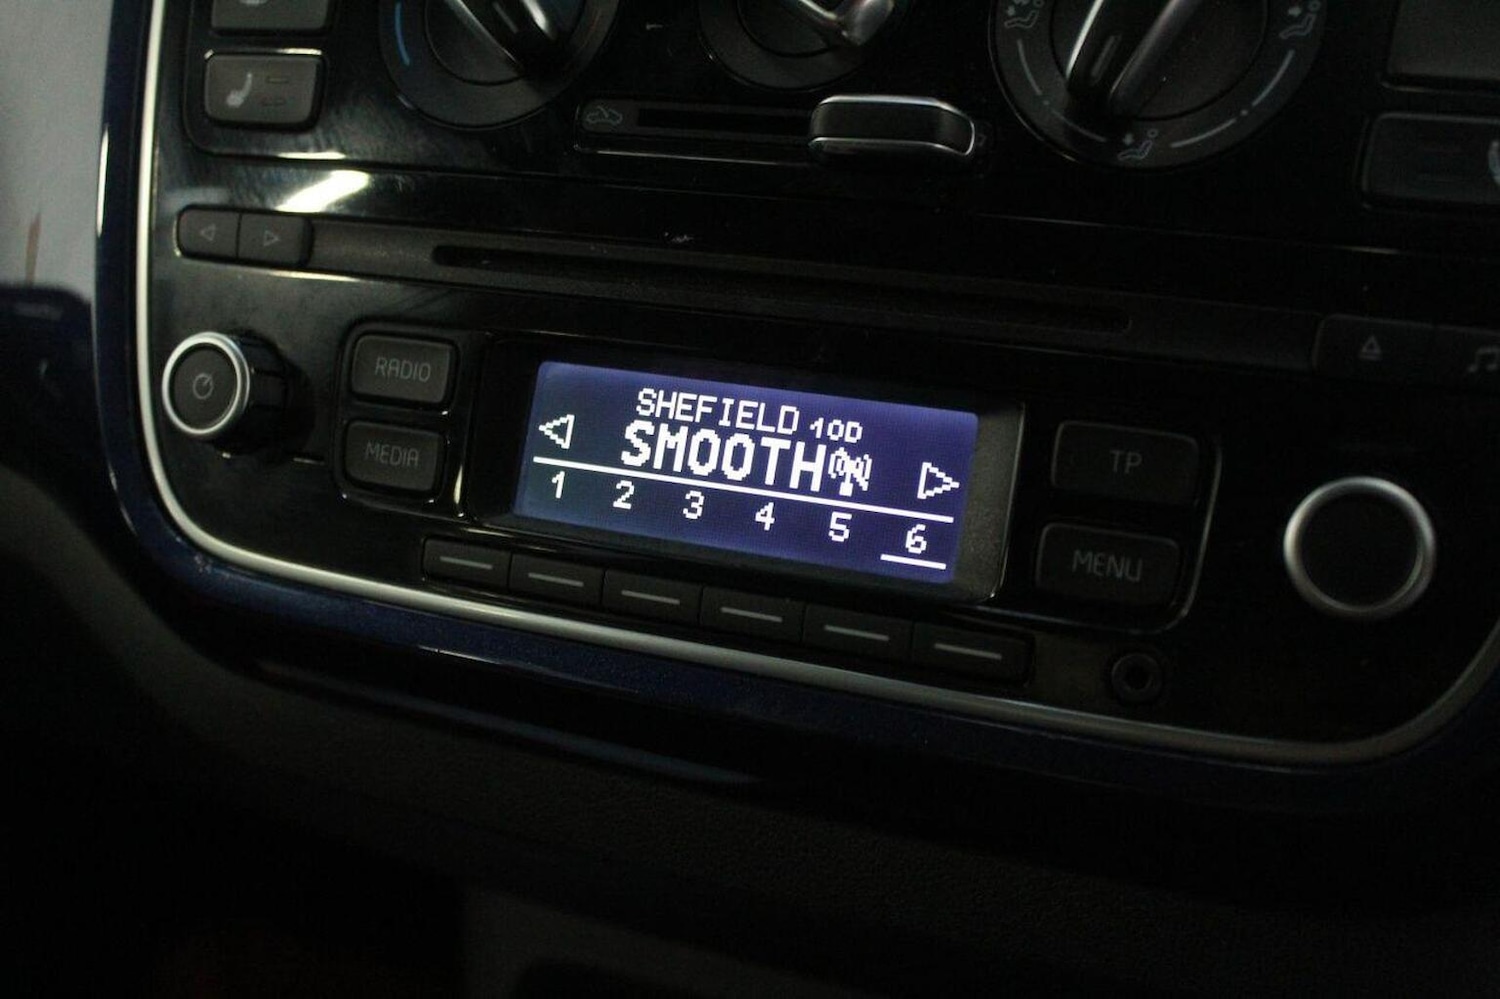 RADIO
MEDIA
SHEFIELD 10D
SMOOTH
1 2 3 4 5 6
TP
MENU